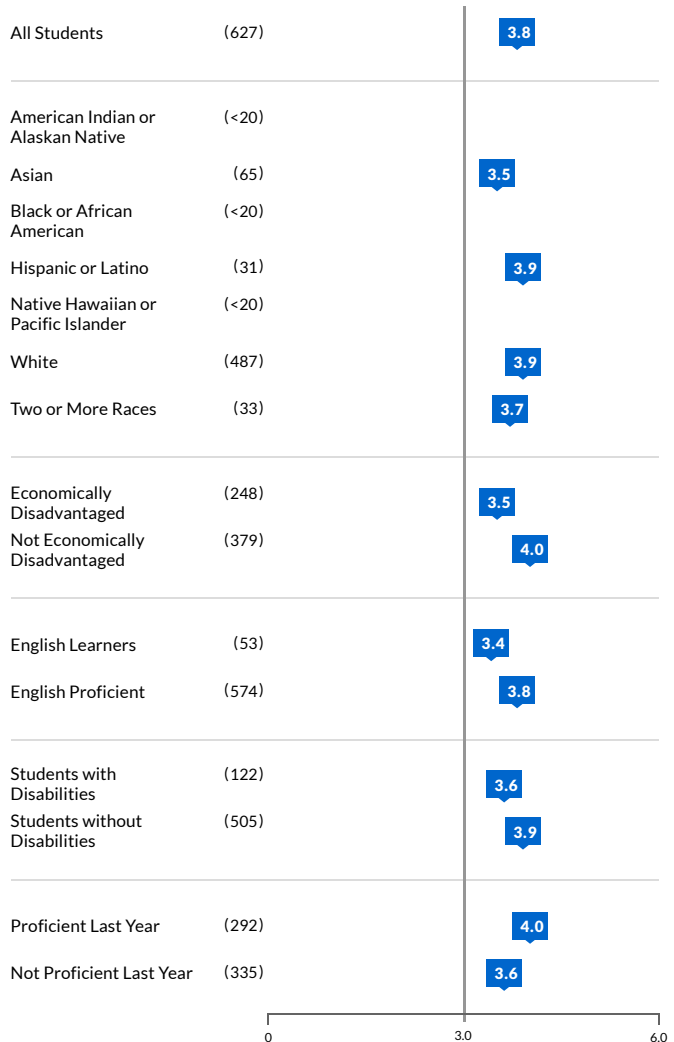 All Students (627) 3.8
American Indian or (<20)
Alaskan Native
Asian (65) 3.5
Black or African (<20)
American
Hispanic or Latino (31) 3.9
Native Hawaiian or (<20)
Pacific Islander
White (487) 3.9
Two or More Races (33) 3.7
Economically (248) 3.5
Disadvantaged
Not Economically (379) 4.0
Disadvantaged
English Learners (53) 3.4
English Proficient (574) 3.8
Students with (122) 3.6
Disabilities
Students without (505) 3.9
Disabilities
Proficient Last Year (292) 4.0
Not Proficient Last Year (335) 3.6
0 3.0 6.0